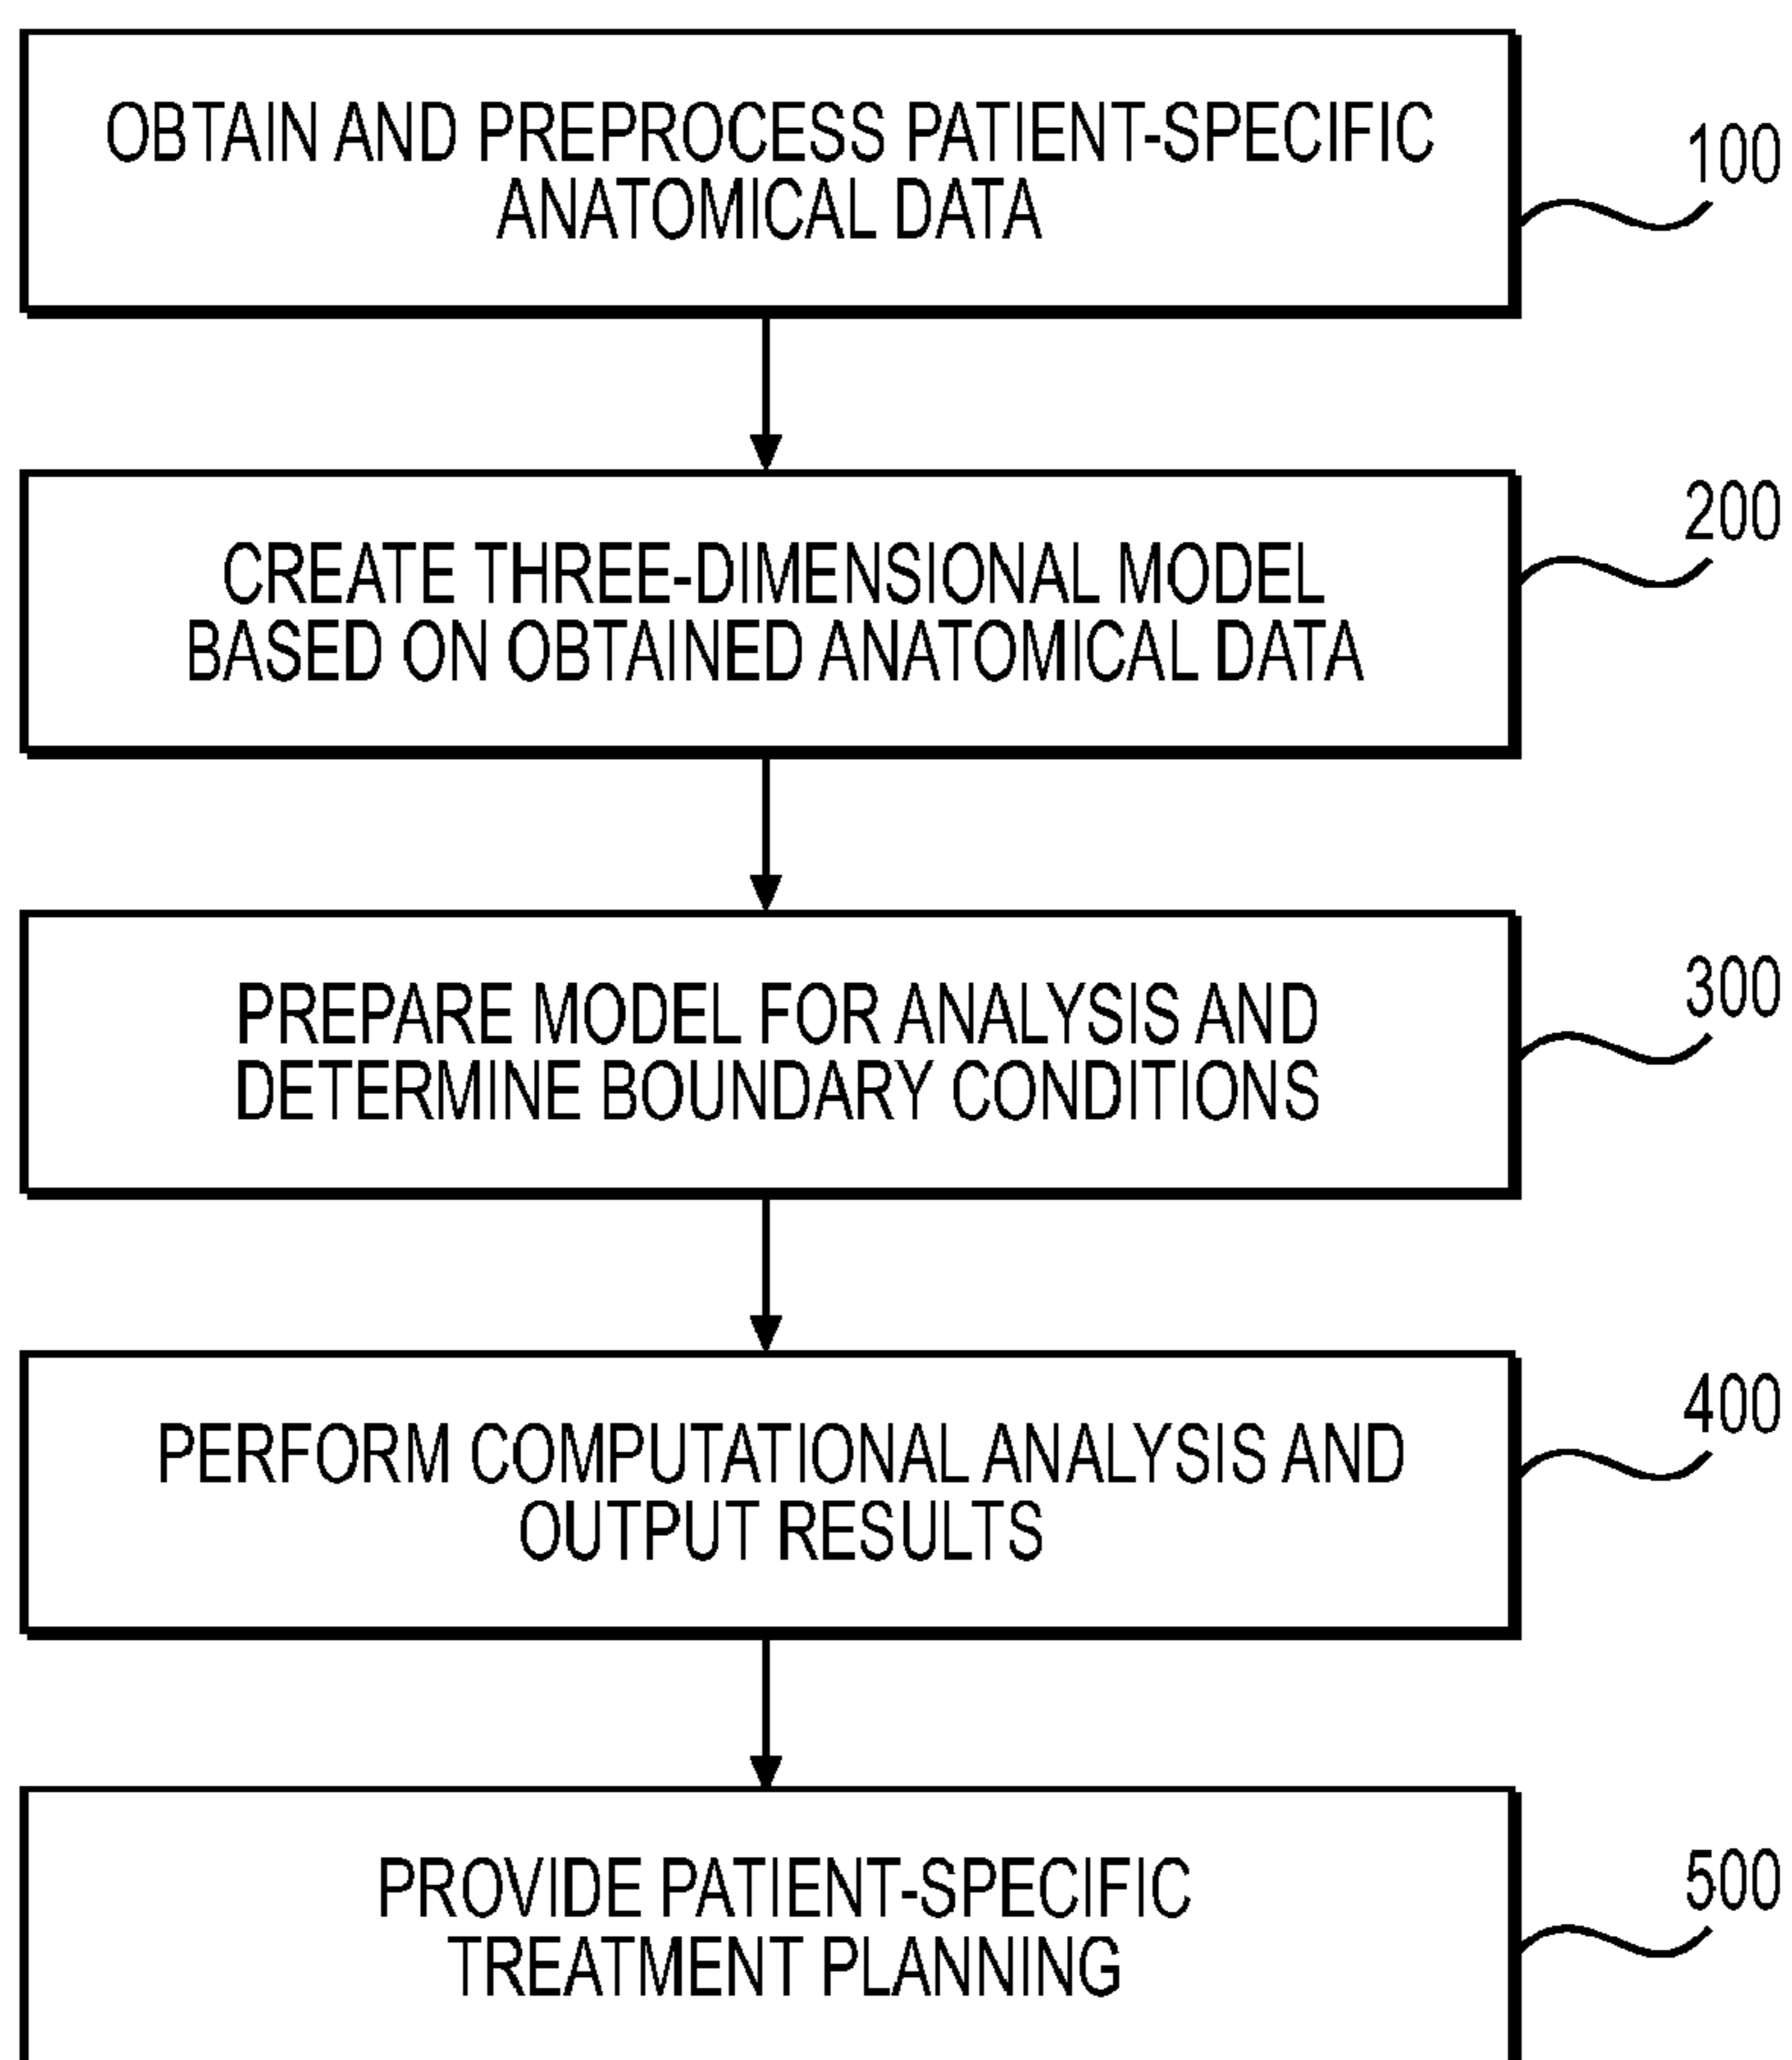 OBTAIN AND PREPROCESS PATIENT-SPECIFIC
ANATOMICAL DATA
100
CREATE THREE-DIMENSIONAL MODEL
BASED ON OBTAINED ANATOMICAL DATA
200
PREPARE MODEL FOR ANALYSIS AND
DETERMINE BOUNDARY CONDITIONS
300
PERFORM COMPUTATIONAL ANALYSIS AND
OUTPUT RESULTS
400
PROVIDE PATIENT-SPECIFIC
TREATMENT PLANNING
500